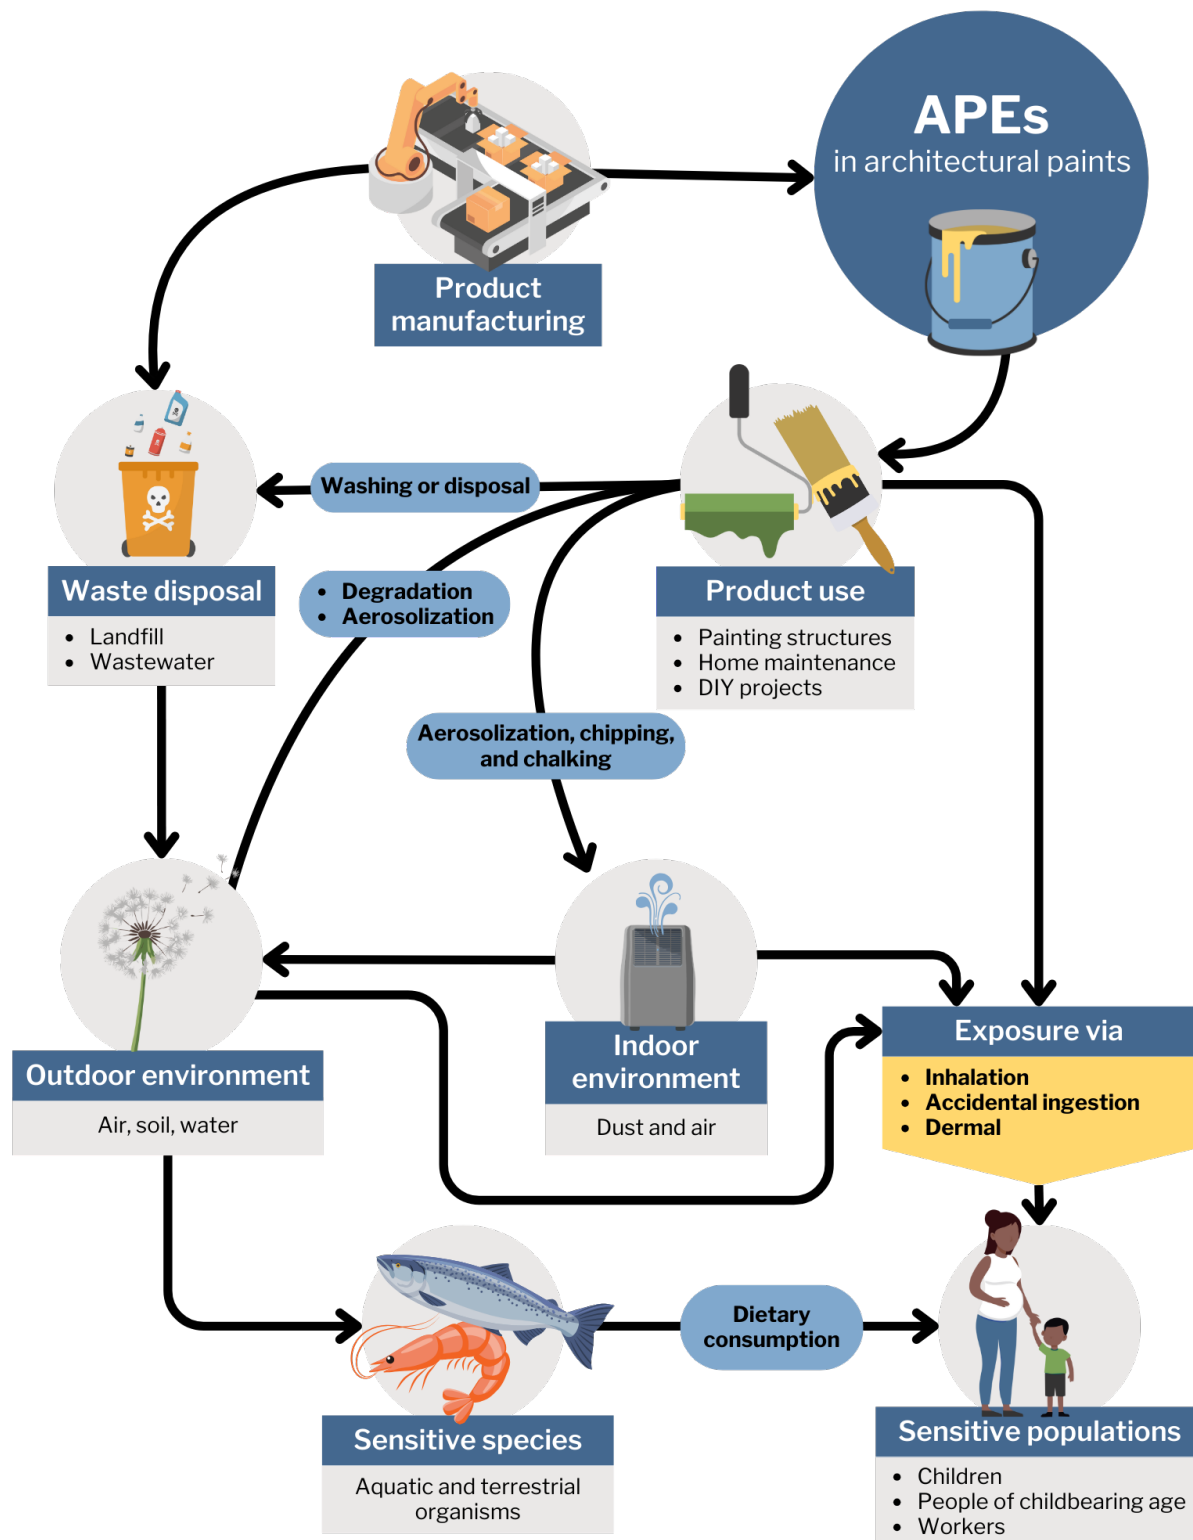 APEs
in architectural paints
Product
manufacturing
Washing or disposal
Waste disposal
• Landfill
• Wastewater
• Degradation
• Aerosolization
Product use
• Painting structures
• Home maintenance
• DIY projects
Aerosolization, chipping,
and chalking
Outdoor environment
Air, soil, water
Indoor
environment
Dust and air
Exposure via
• Inhalation
• Accidental ingestion
• Dermal
Dietary
consumption
Sensitive species
Aquatic and terrestrial
organisms
Sensitive populations
• Children
• People of childbearing age
• Workers